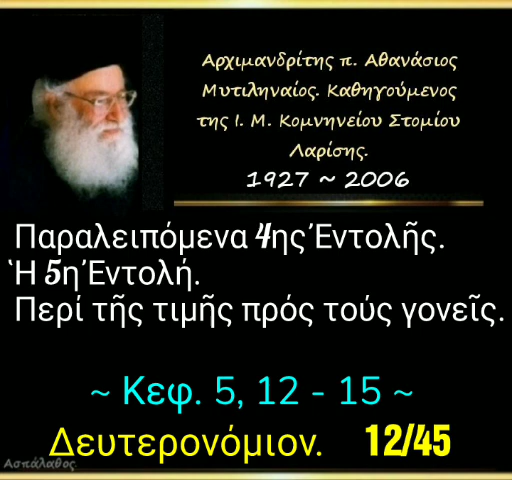 Αρχιμανδρίτης π. Αθανάσιος
Μυτιληναίος. Καθηγούμενος
της Ι. Μ. Κομνηνείου Στομίου
Λαρίσης.
1927 ~ 2006
Παραλειπόμενα 4ης Ἐντολῆς.
Ἡ 5η Ἐντολή.
Περί τῆς τιμῆς πρός τούς γονεῖς.
~ Κεφ. 5, 12 - 15 ~
Δευτερονόμιον. 12/45
Ασπάλαθος